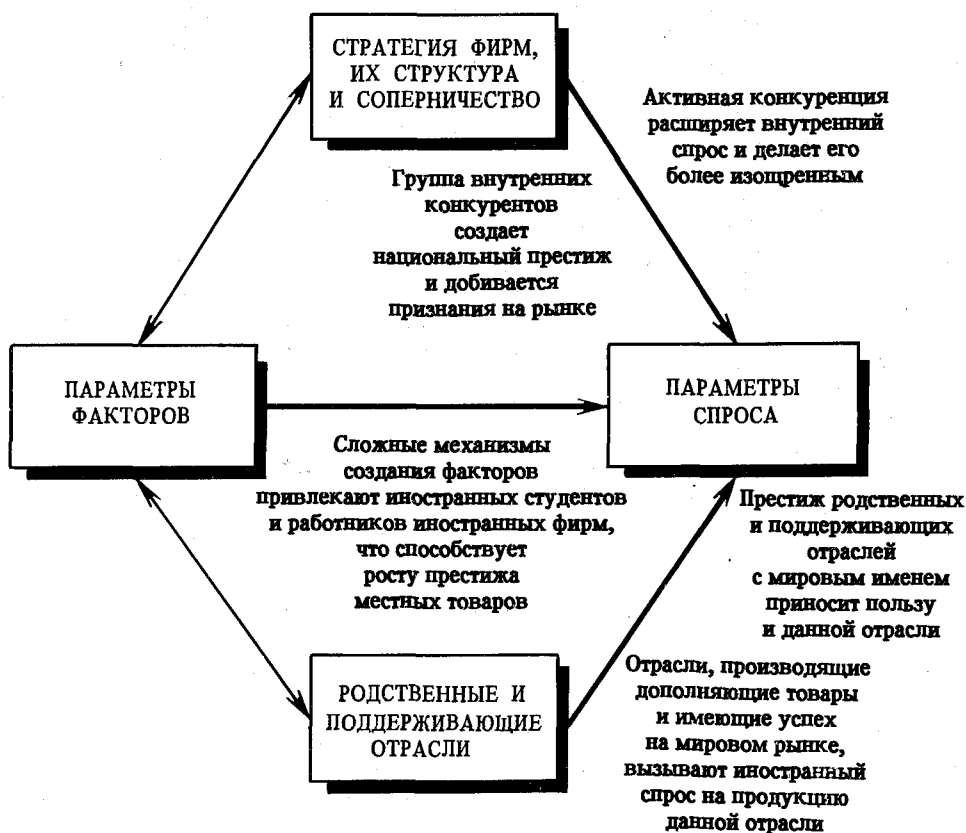 СТРАТЕГИЯ ФИРМ,
ИХ СТРУКТУРА
И СОПЕРНИЧЕСТВО
Активная конкуренция
расширяет внутренний
спрос и делает его
более изощренным
Группа внутренних
конкурентов
создает
национальный престиж
и добивается
признания на рынке
ПАРАМЕТРЫ
ФАКТОРОВ
ПАРАМЕТРЫ
СПРОСА
Сложные механизмы
создания факторов
привлекают иностранных студентов
и работников иностранных фирм,
что способствует
росту престижа
местных товаров
Престиж родственных
и поддерживающих
отраслей
с мировым именем
приносит пользу
и данной отрасли
РОДСТВЕННЫЕ И
ПОДДЕРЖИВАЮЩИЕ
ОТРАСЛИ
Отрасли, производящие
дополняющие товары
и имеющие успех
на мировом рынке,
вызывают иностранный
спрос на продукцию
данной отрасли